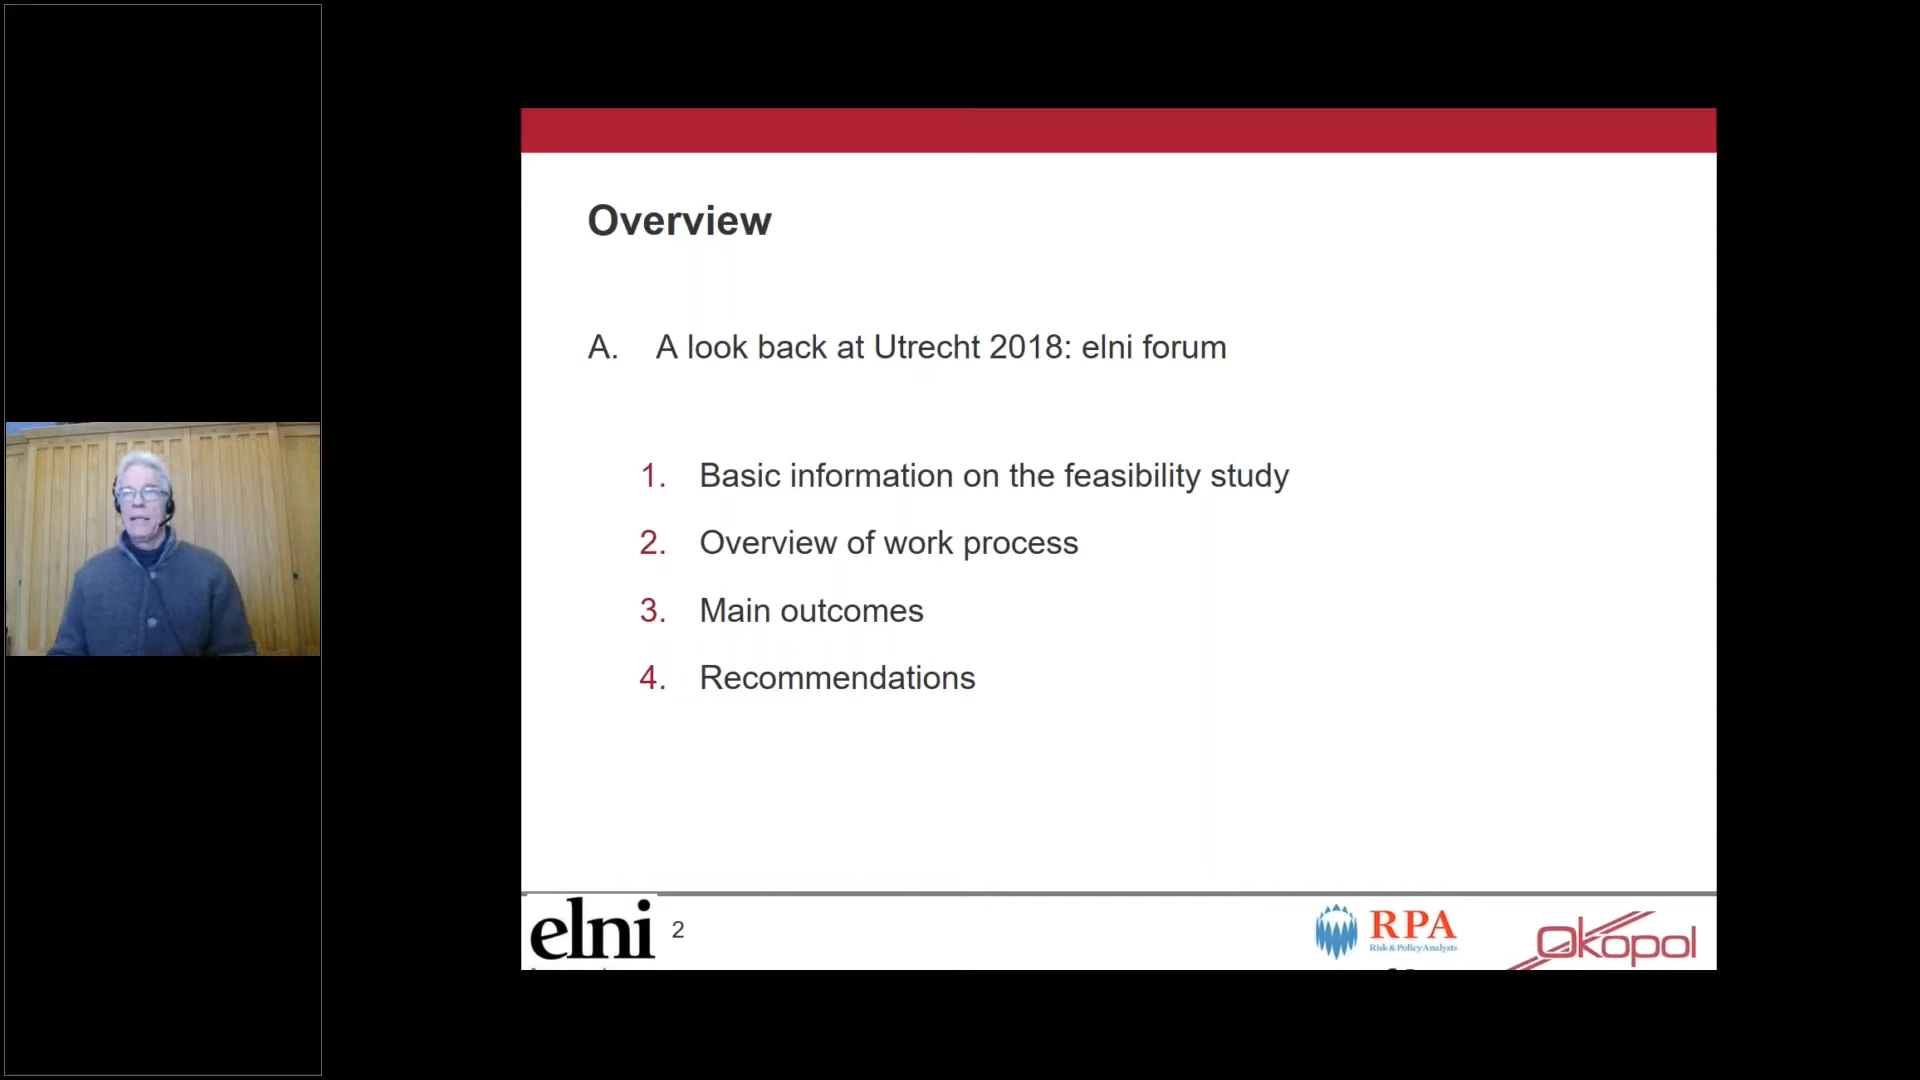 Overview
A. A look back at Utrecht 2018: elni forum
1. Basic information on the feasibility study
2. Overview of work process
3. Main outcomes
4. Recommendations
elni 2
RPA
Risk & Policy Analysts
Okopol